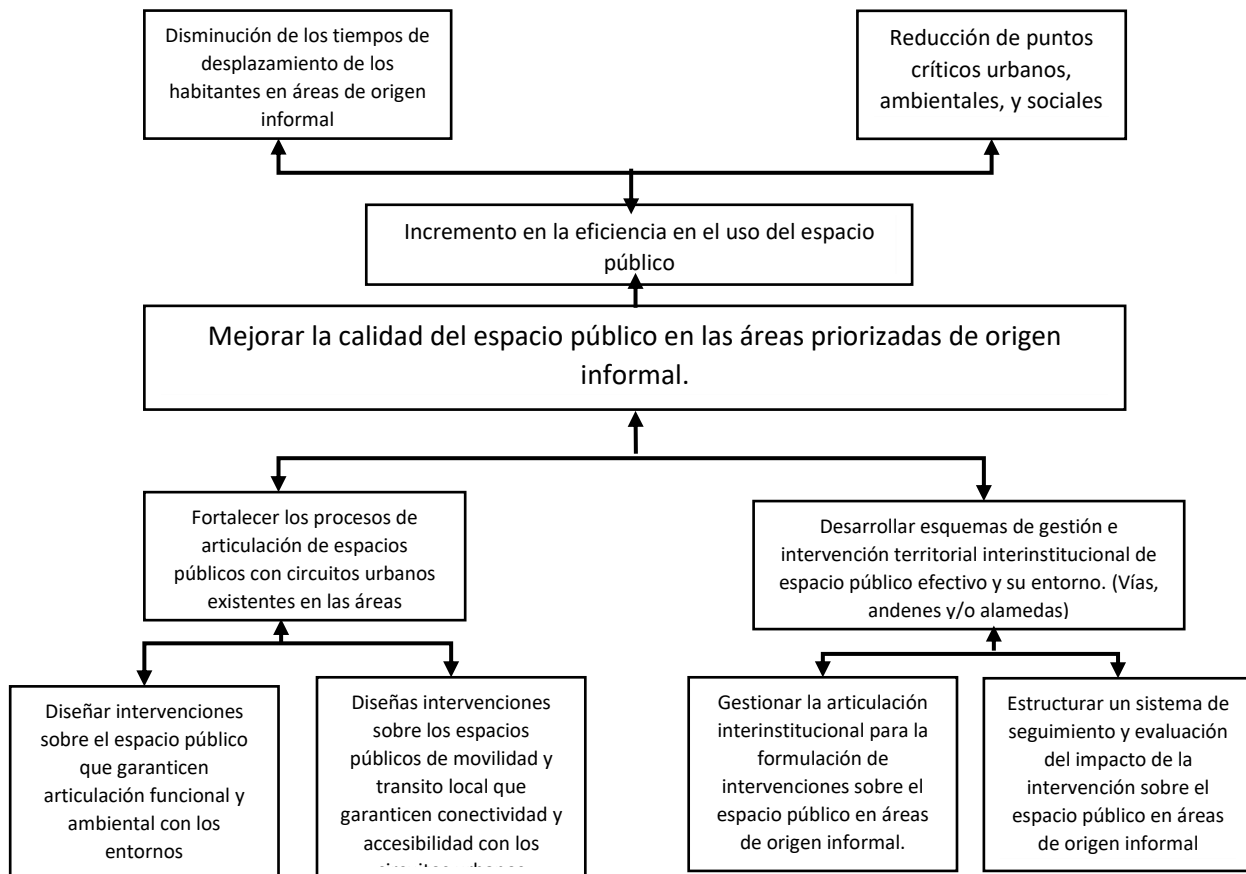 Disminución de los tiempos de
desplazamiento de los
habitantes en áreas de origen
informal
Reducción de puntos
críticos urbanos,
ambientales, y sociales
Incremento en la eficiencia en el uso del espacio
público
Mejorar la calidad del espacio público en las áreas priorizadas de origen
informal.
Fortalecer los procesos de
articulación de espacios
públicos con circuitos urbanos
existentes en las áreas
Desarrollar esquemas de gestión e
intervención territorial interinstitucional de
espacio público efectivo y su entorno. (Vías,
andenes y/o alamedas)
Diseñar intervenciones
sobre el espacio público
que garanticen
articulación funcional y
ambiental con los
entornos
Diseñas intervenciones
sobre los espacios
públicos de movilidad y
transito local que
garanticen conectividad y
accesibilidad con los
Gestionar la articulación
interinstitucional para la
formulación de
intervenciones sobre el
espacio público en áreas
de origen informal.
Estructurar un sistema de
seguimiento y evaluación
del impacto de la
intervención sobre el
espacio público en áreas
de origen informal